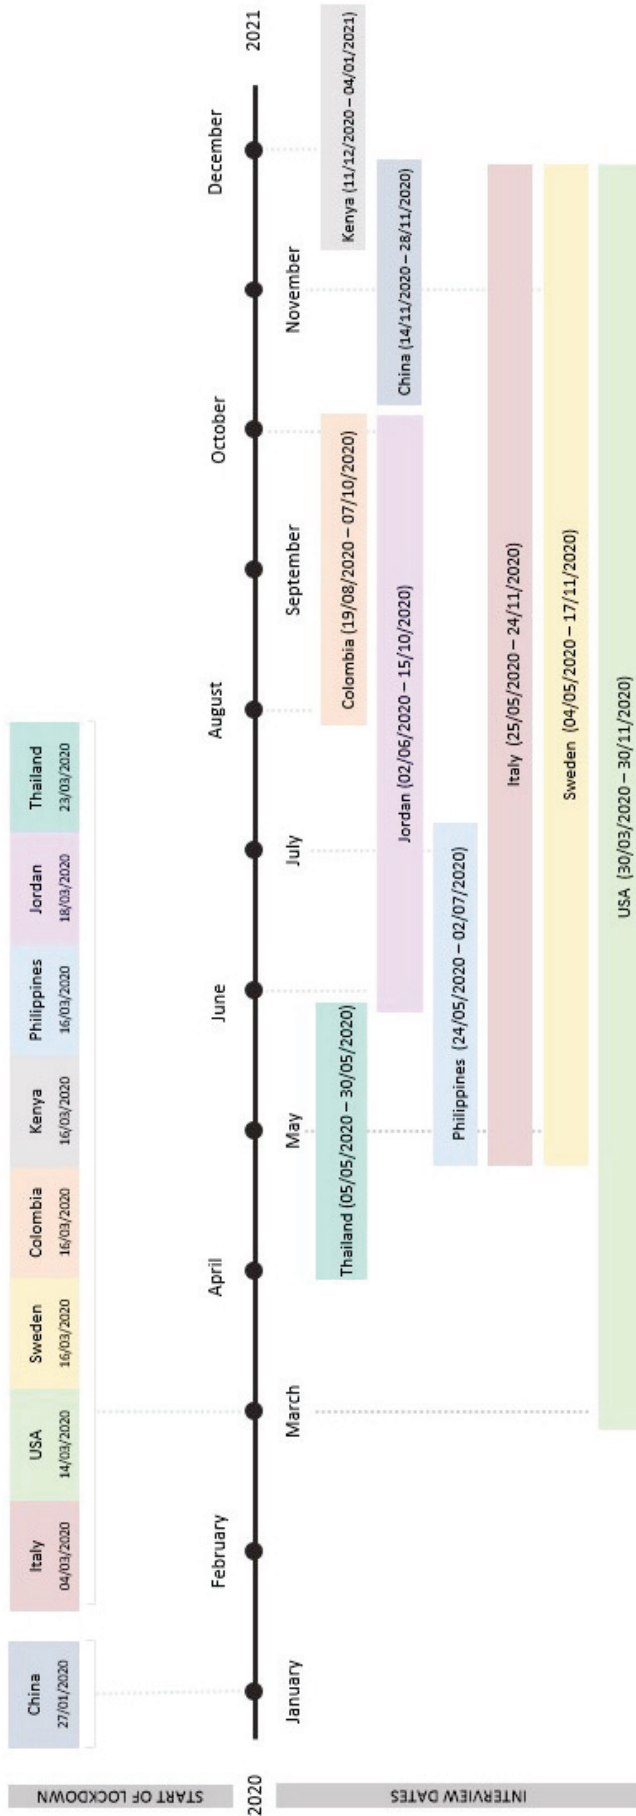 START OF LOCKDOWN
China
27/01/2020
Italy
04/03/2020
USA
14/03/2020
Sweden
16/03/2020
Colombia
16/03/2020
Kenya
16/03/2020
Philippines
16/03/2020
Jordan
18/03/2020
Thailand
23/03/2020
2020
January
February
March
April
May
June
July
August
September
October
November
December
2021
INTERVIEW DATES
Thailand (05/05/2020 – 30/05/2020)
Colombia (19/08/2020 – 07/10/2020)
Kenya (11/12/2020 – 04/01/2021)
Jordan (02/06/2020 – 15/10/2020)
China (14/11/2020 – 28/11/2020)
Philippines (24/05/2020 – 02/07/2020)
Italy (25/05/2020 – 24/11/2020)
Sweden (04/05/2020 – 17/11/2020)
USA (30/03/2020 – 30/11/2020)